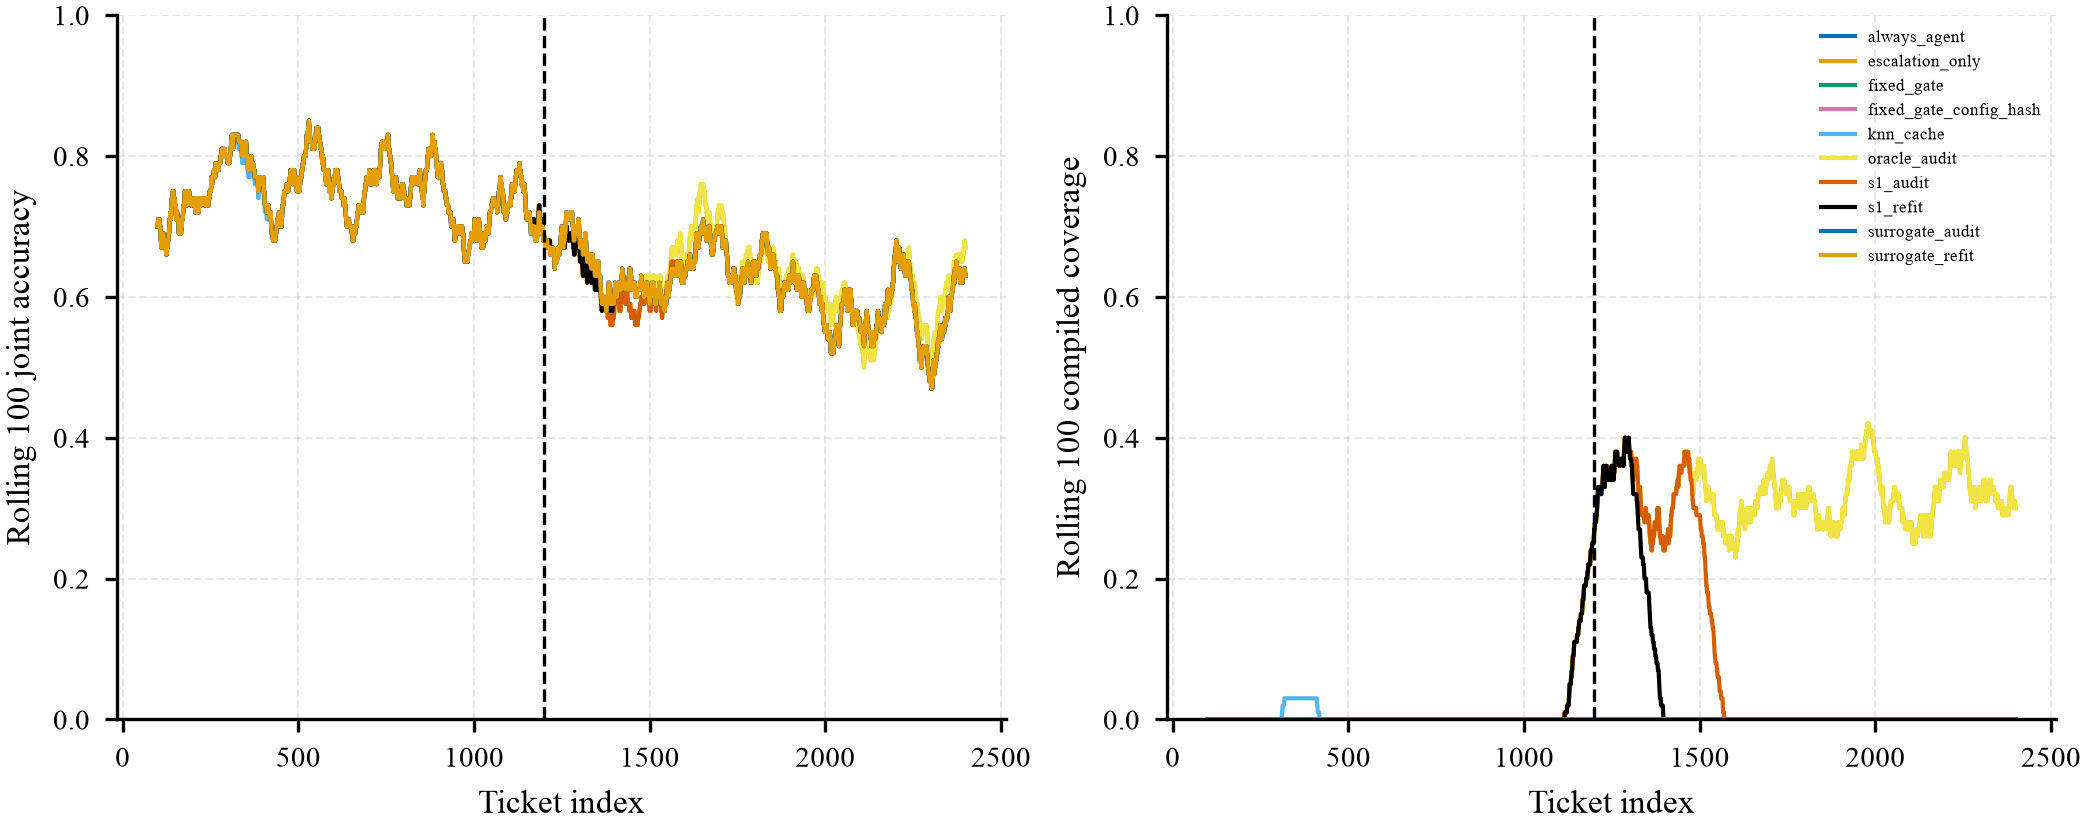 Rolling 100 joint accuracy
1.0
0.8
0.6
0.4
0.2
0.0
0
500
1000
1500
2000
2500
Ticket index
Rolling 100 compiled coverage
1.0
0.8
0.6
0.4
0.2
0.0
0
500
1000
1500
2000
2500
Ticket index
always_agent
escalation_only
fixed_gate
fixed_gate_config_hash
knn_cache
oracle_audit
s1_audit
s1_refit
surrogate_audit
surrogate_refit